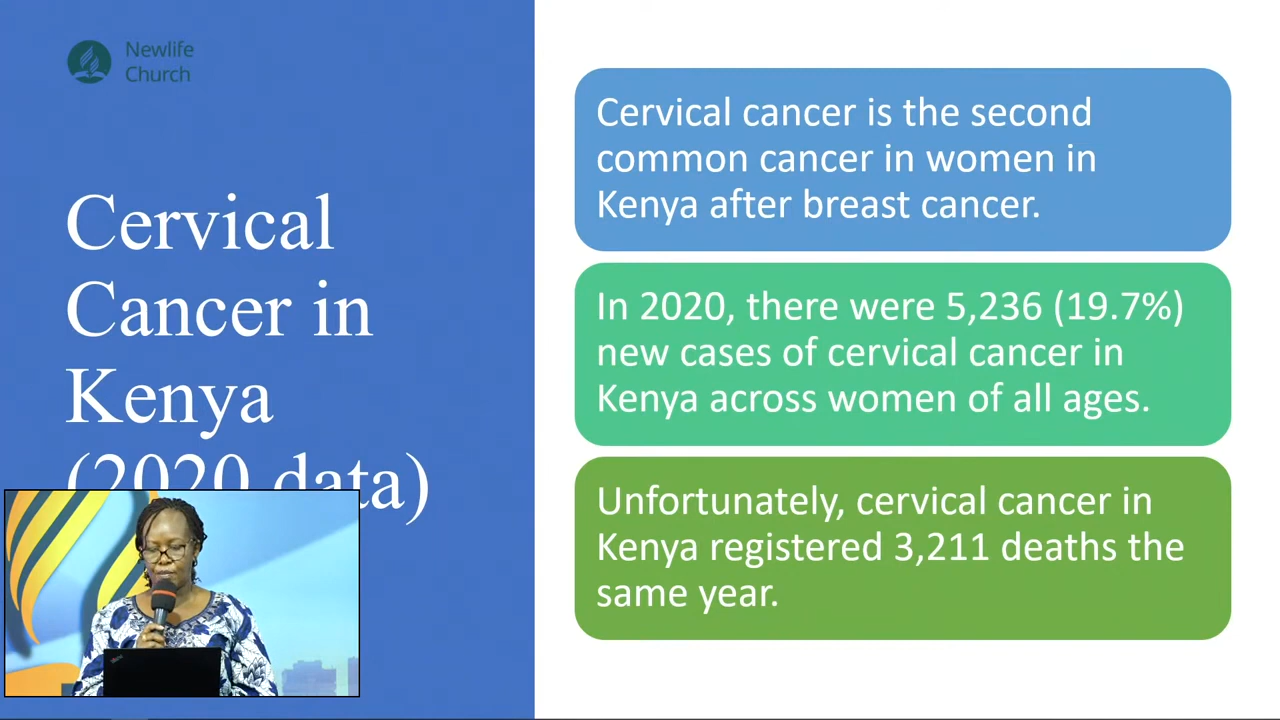 Newlife
Church
Cervical
Cancer in
Kenya
(2020 data)
Cervical cancer is the second
common cancer in women in
Kenya after breast cancer.
In 2020, there were 5,236 (19.7%)
new cases of cervical cancer in
Kenya across women of all ages.
Unfortunately, cervical cancer in
Kenya registered 3,211 deaths the
same year.